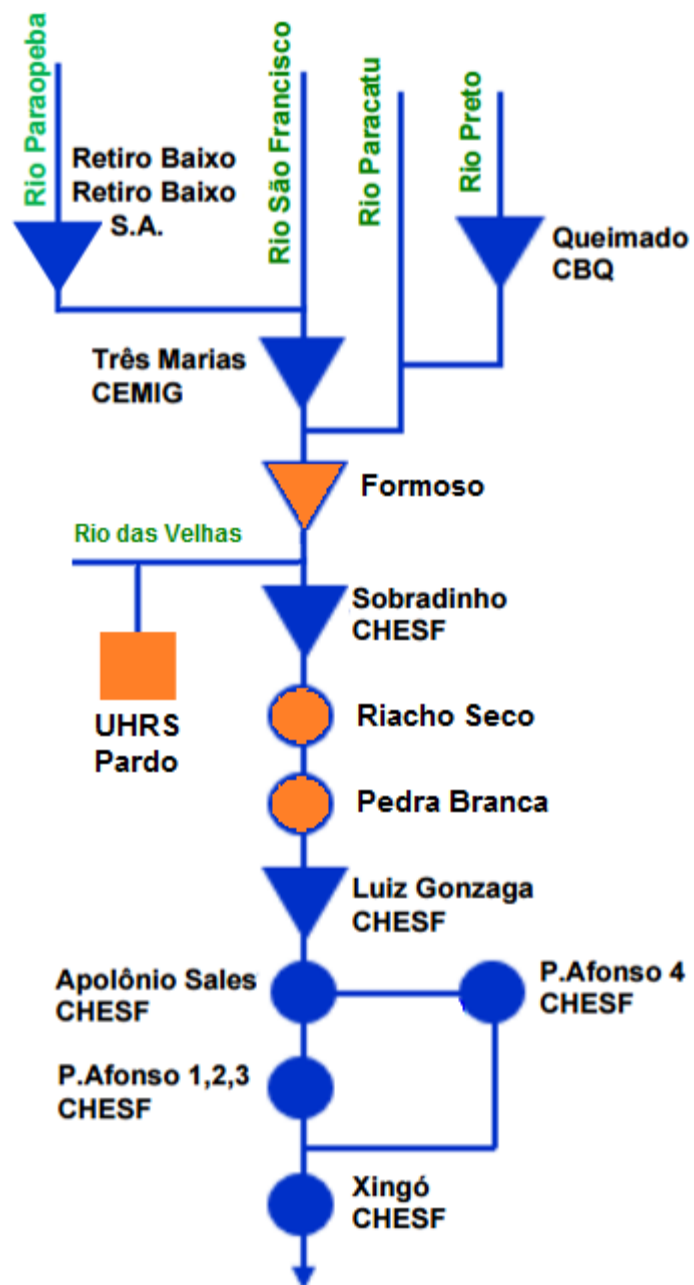 Rio Paraopeba
Retiro Baixo
Retiro Baixo
S.A.
Rio São Francisco
Rio Paracatu
Rio Preto
Queimado
CBQ
Três Marias
CEMIG
Formoso
Rio das Velhas
Sobradinho
CHESF
UHRS
Pardo
Riacho Seco
Pedra Branca
Luiz Gonzaga
CHESF
Apolônio Sales
CHESF
P.Afonso 4
CHESF
P.Afonso 1,2,3
CHESF
Xingó
CHESF